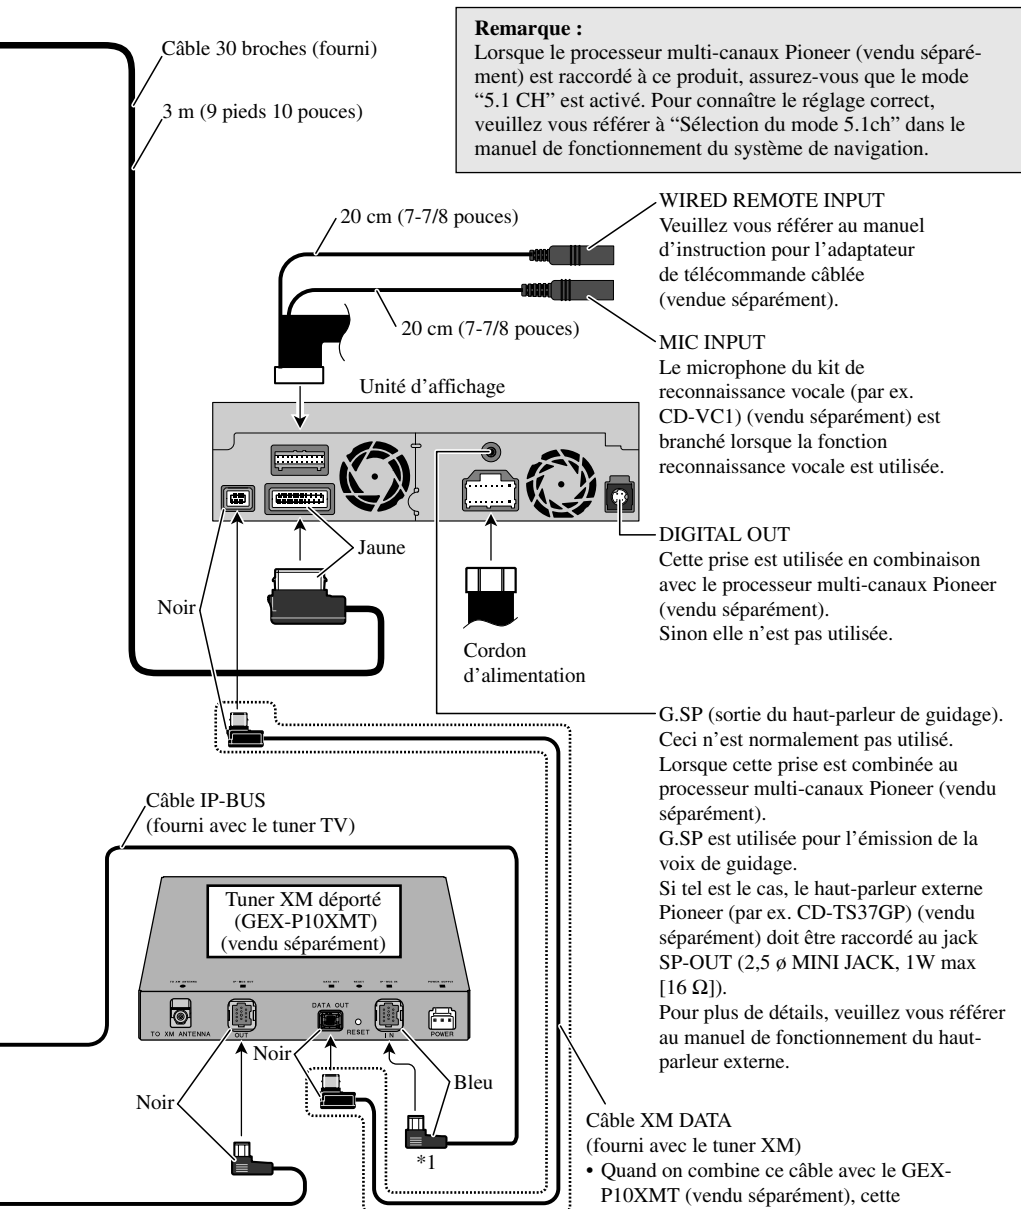 Câble 30 broches (fourni)
3 m (9 pieds 10 pouces)
Remarque :
Lorsque le processeur multi-canaux Pioneer (vendu séparé-
ment) est raccordé à ce produit, assurez-vous que le mode
“5.1 CH” est activé. Pour connaître le réglage correct,
veuillez vous référer à “Sélection du mode 5.1ch” dans le
manuel de fonctionnement du système de navigation.
20 cm (7-7/8 pouces)
20 cm (7-7/8 pouces)
WIRED REMOTE INPUT
Veuillez vous référer au manuel
d’instruction pour l’adaptateur
de télécommande câblée
(vendue séparément).
MIC INPUT
Le microphone du kit de
reconnaissance vocale (par ex.
CD-VC1) (vendu séparément) est
branché lorsque la fonction
reconnaissance vocale est utilisée.
Unité d’affichage
Jaune
Noir
Cordon
d’alimentation
DIGITAL OUT
Cette prise est utilisée en combinaison
avec le processeur multi-canaux Pioneer
(vendu séparément).
Sinon elle n’est pas utilisée.
G.SP (sortie du haut-parleur de guidage).
Ceci n’est normalement pas utilisé.
Lorsque cette prise est combinée au
processeur multi-canaux Pioneer (vendu
séparément).
G.SP est utilisée pour l’émission de la
voix de guidage.
Si tel est le cas, le haut-parleur externe
Pioneer (par ex. CD-TS37GP) (vendu
séparément) doit être raccordé au jack
SP-OUT (2,5 ø MINI JACK, 1W max
[16 Ω]).
Pour plus de détails, veuillez vous référer
au manuel de fonctionnement du haut-
parleur externe.
Câble IP-BUS
(fourni avec le tuner TV)
Tuner XM déporté
(GEX-P10XMT)
(vendu séparément)
TO XM ANTENNA
OUT
DATA OUT
RESET
IN
POWER
Noir
Noir
Bleu
*1
Câble XM DATA
(fourni avec le tuner XM)
• Quand on combine ce câble avec le GEX-
P10XMT (vendu séparément), cette